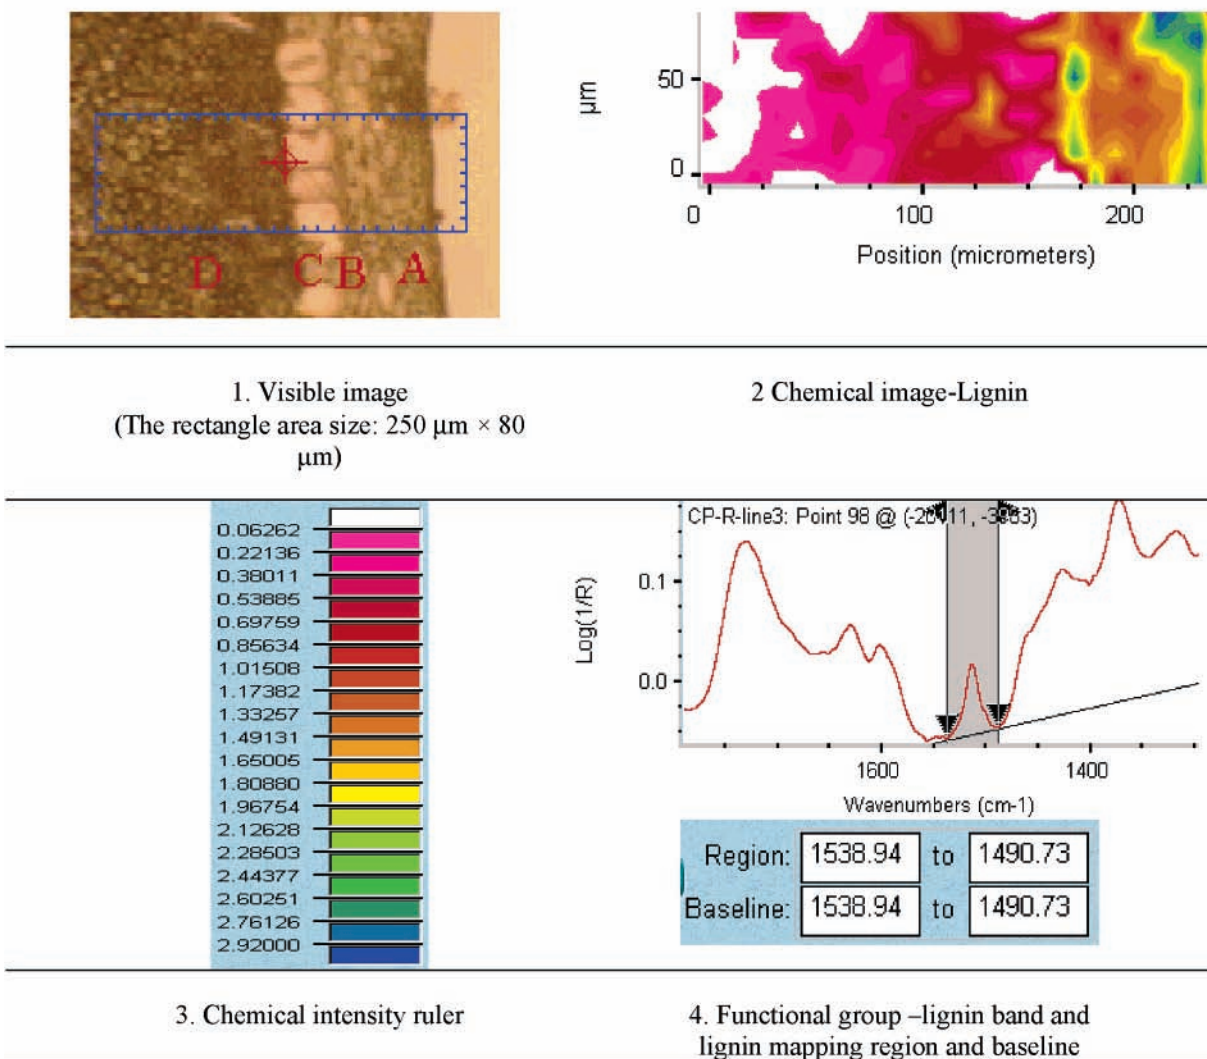 D C B A
µm
50
0
0 100 200
Position (micrometers)
1. Visible image
(The rectangle area size: 250 µm × 80
µm)
2 Chemical image-Lignin
0.06262
0.22136
0.38011
0.53885
0.69759
0.85634
1.01508
1.17382
1.33257
1.49131
1.65005
1.80880
1.96754
2.12628
2.28503
2.44377
2.60251
2.76126
2.92000
CP-R-line3: Point 98 @
Log(1/R)
0.1
0.0
1600 1400
Wavenumbers (cm-1)
Region: 1538.94 to 1490.73
Baseline: 1538.94 to 1490.73
3. Chemical intensity ruler
4. Functional group –lignin band and
lignin mapping region and baseline